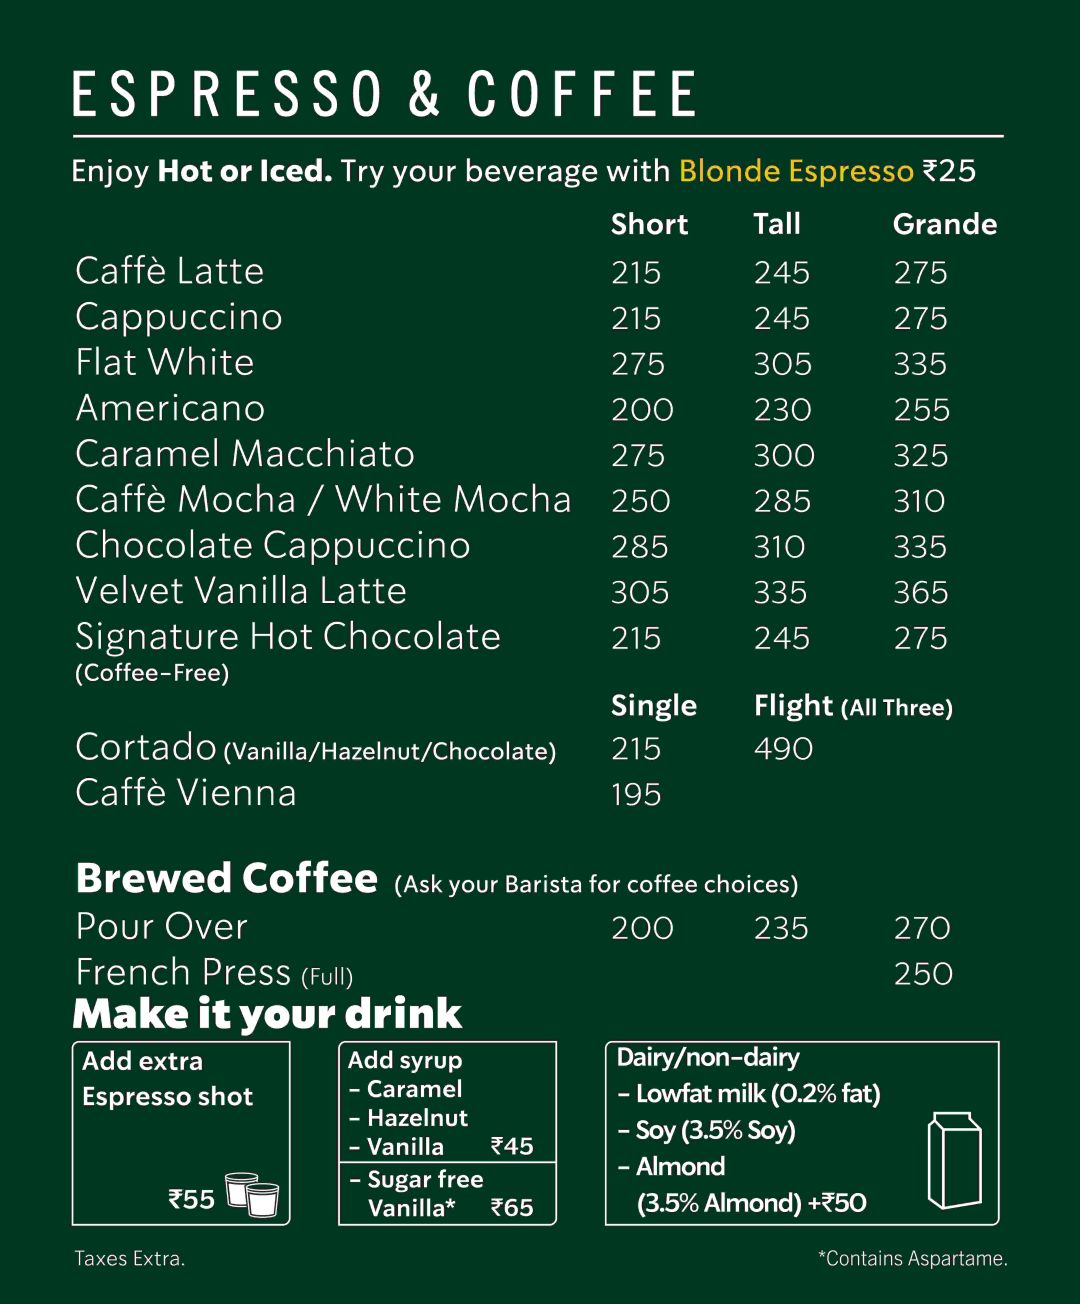 ESPRESSO & COFFEE
Enjoy Hot or Iced. Try your beverage with Blonde Espresso ₹25
Short Tall Grande
Caffè Latte 215 245 275
Cappuccino 215 245 275
Flat White 275 305 335
Americano 200 230 255
Caramel Macchiato 275 300 325
Caffè Mocha / White Mocha 250 285 310
Chocolate Cappuccino 285 310 335
Velvet Vanilla Latte 305 335 365
Signature Hot Chocolate 215 245 275
(Coffee-Free)
Single Flight (All Three)
Cortado (Vanilla/Hazelnut/Chocolate) 215 490
Caffè Vienna 195
Brewed Coffee (Ask your Barista for coffee choices)
Pour Over 200 235 270
French Press (Full) 250
Make it your drink
Add extra
Espresso shot
₹55
Add syrup
- Caramel
- Hazelnut
- Vanilla ₹45
- Sugar free
Vanilla* ₹65
Dairy/non-dairy
- Lowfat milk (0.2% fat)
- Soy (3.5% Soy)
- Almond
(3.5% Almond) +₹50
Taxes Extra.
*Contains Aspartame.